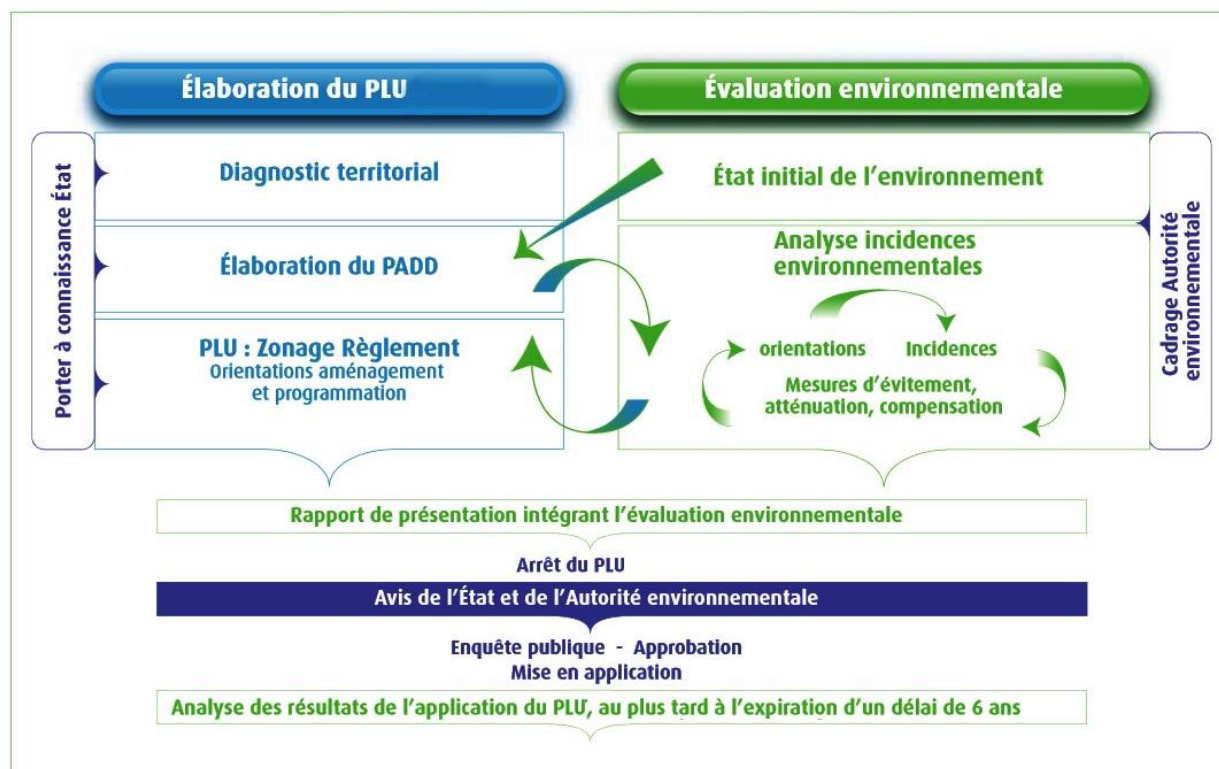 Élaboration du PLU
Évaluation environnementale
Porter à connaissance État
Diagnostic territorial
État initial de l'environnement
Cadrage Autorité
environnementale
Élaboration du PADD
Analyse incidences
environnementales
PLU : Zonage Règlement
Orientations aménagement
et programmation
orientations
Incidences
Mesures d'évitement,
atténuation, compensation
Rapport de présentation intégrant l'évaluation environnementale
Arrêt du PLU
Avis de l'État et de l'Autorité environnementale
Enquête publique - Approbation
Mise en application
Analyse des résultats de l'application du PLU, au plus tard à l'expiration d'un délai de 6 ans